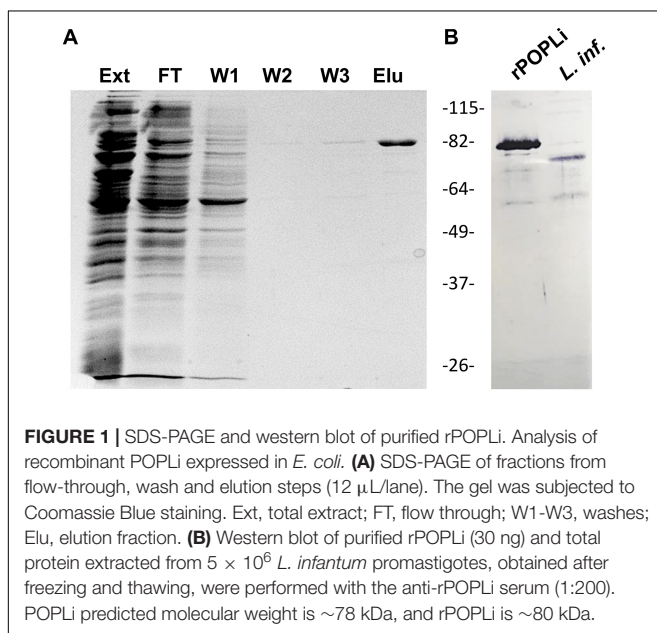 A
B
Ext FT W1 W2 W3 Elu
rPOPLi
L. inf.
-115-
-82-
-64-
-49-
-37-
-26-
FIGURE 1 | SDS-PAGE and western blot of purified rPOPLi. Analysis of
recombinant POPLi expressed in E. coli. (A) SDS-PAGE of fractions from
flow-through, wash and elution steps (12 μL/lane). The gel was subjected to
Coomassie Blue staining. Ext, total extract; FT, flow through; W1-W3, washes;
Elu, elution fraction. (B) Western blot of purified rPOPLi (30 ng) and total
protein extracted from 5 × 10⁶ L. infantum promastigotes, obtained after
freezing and thawing, were performed with the anti-rPOPLi serum (1:200).
POPLi predicted molecular weight is ~78 kDa, and rPOPLi is ~80 kDa.